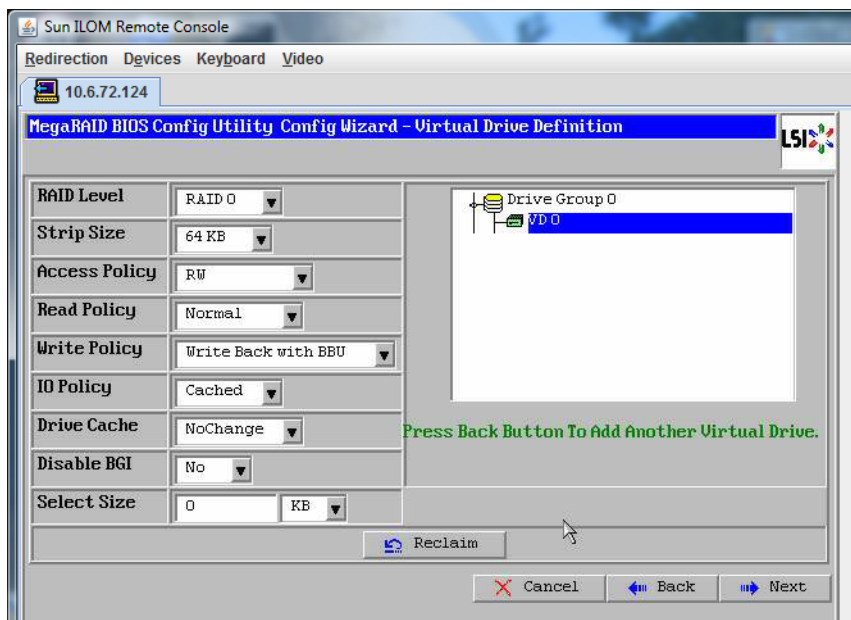 Sun ILOM Remote Console
Redirection Devices Keyboard Video
10.6.72.124
MegaRAID BIOS Config Utility Config Wizard - Virtual Drive Definition
LSI
RAID Level RAID 0
Strip Size 64 KB
Access Policy RW
Read Policy Normal
Write Policy Write Back with BBU
IO Policy Cached
Drive Cache NoChange
Disable BGI No
Select Size 0 KB
Drive Group 0
VD 0
Press Back Button To Add Another Virtual Drive.
Reclaim
Cancel Back Next